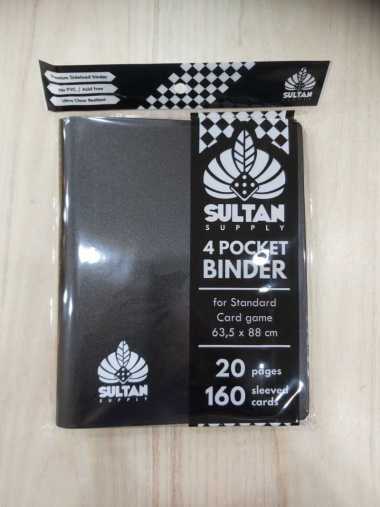 Premium Sideload binder
No PVC / Acid Free
Ultra Clear Resilient
SULTAN
SUPPLY
SULTAN
SUPPLY
4 POCKET
BINDER
for Standard
Card game
63,5 x 88 cm
20 pages
160 sleeved cards
SULTAN
SUPPLY